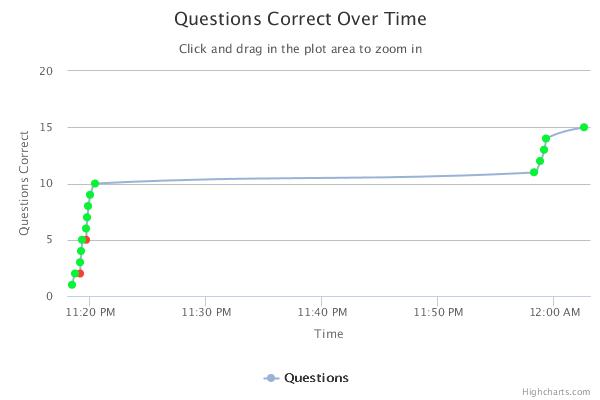 Questions Correct Over Time
Click and drag in the plot area to zoom in
20
15
10
5
0
Questions Correct
11:20 PM 11:30 PM 11:40 PM 11:50 PM 12:00 AM
Time
Questions
Highcharts.com